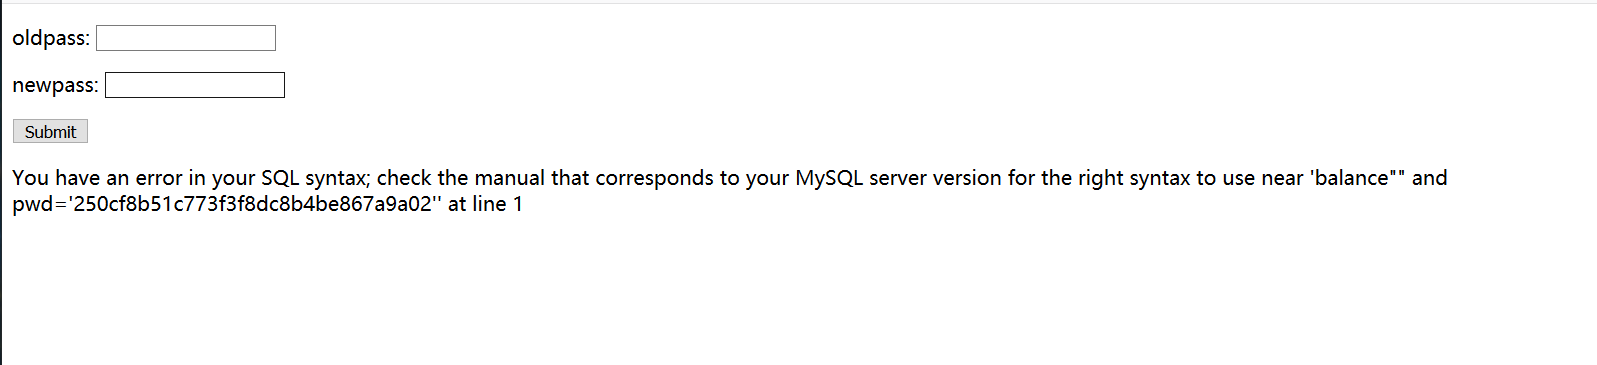 oldpass:
newpass:
Submit
You have an error in your SQL syntax; check the manual that corresponds to your MySQL server version for the right syntax to use near 'balance"" and
pwd='250cf8b51c773f3f8dc8b4be867a9a02'' at line 1